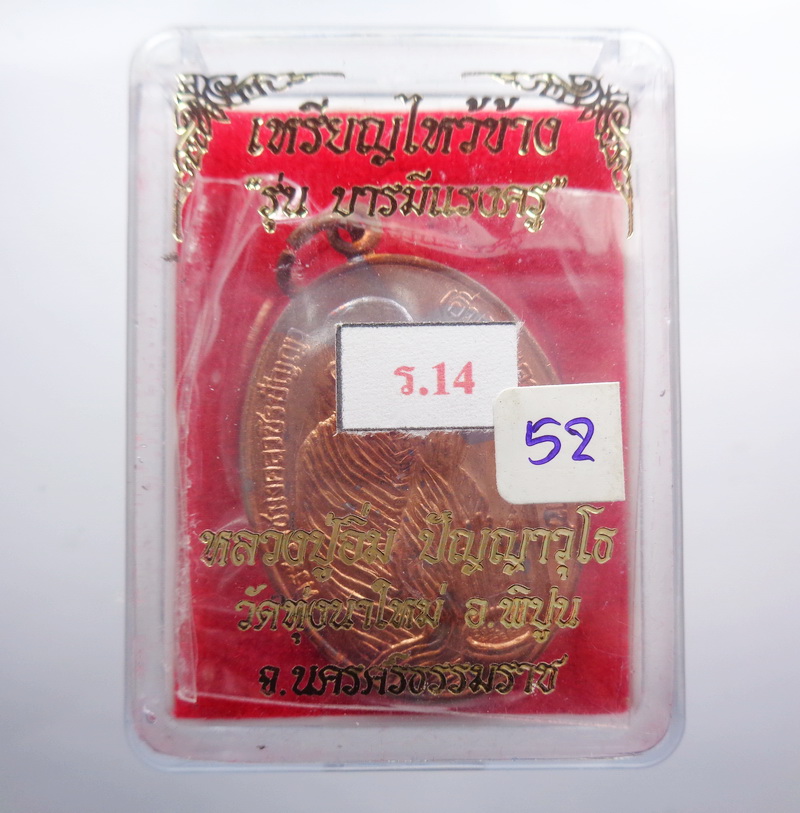 เหรียญไหว้ข้าง
"รุ่น บารมีแรงครู"
ร.14
52
หลวงปู่อิ่ม ปัญญาวุโธ
วัดทุ่งนาใหม่ อ.พิปูน
จ.นครศรีธรรมราช